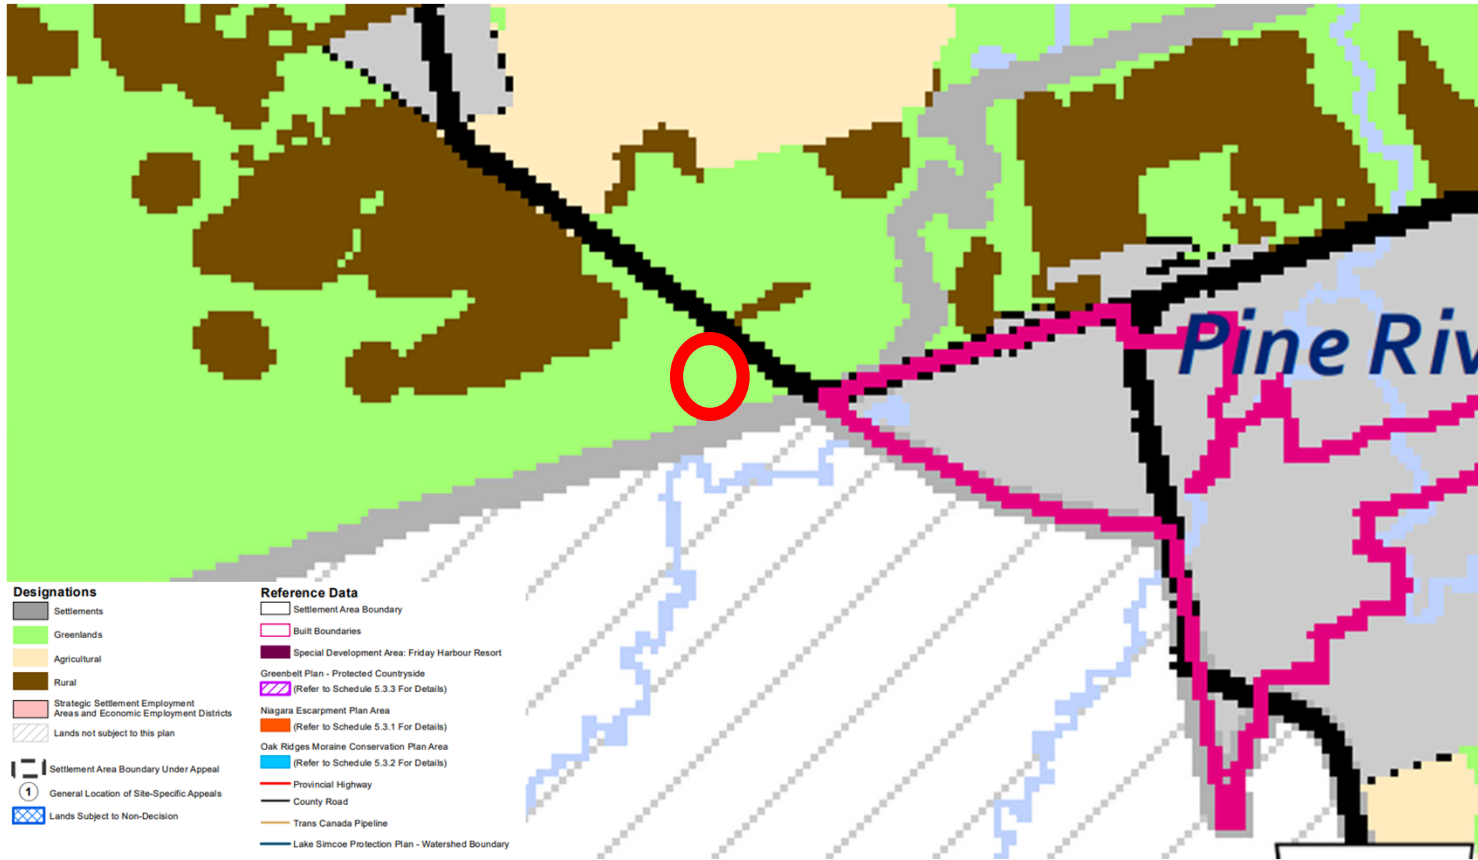 Pine Riv
Designations
Settlements
Greenlands
Agricultural
Rural
Strategic Settlement Employment
Areas and Economic Employment Districts
Lands not subject to this plan
Settlement Area Boundary Under Appeal
1 General Location of Site-Specific Appeals
Lands Subject to Non-Decision
Reference Data
Settlement Area Boundary
Built Boundaries
Special Development Area: Friday Harbour Resort
Greenbelt Plan - Protected Countryside
(Refer to Schedule 5.3.3 For Details)
Niagara Escarpment Plan Area
(Refer to Schedule 5.3.1 For Details)
Oak Ridges Moraine Conservation Plan Area
(Refer to Schedule 5.3.2 For Details)
Provincial Highway
County Road
Trans Canada Pipeline
Lake Simcoe Protection Plan - Watershed Boundary